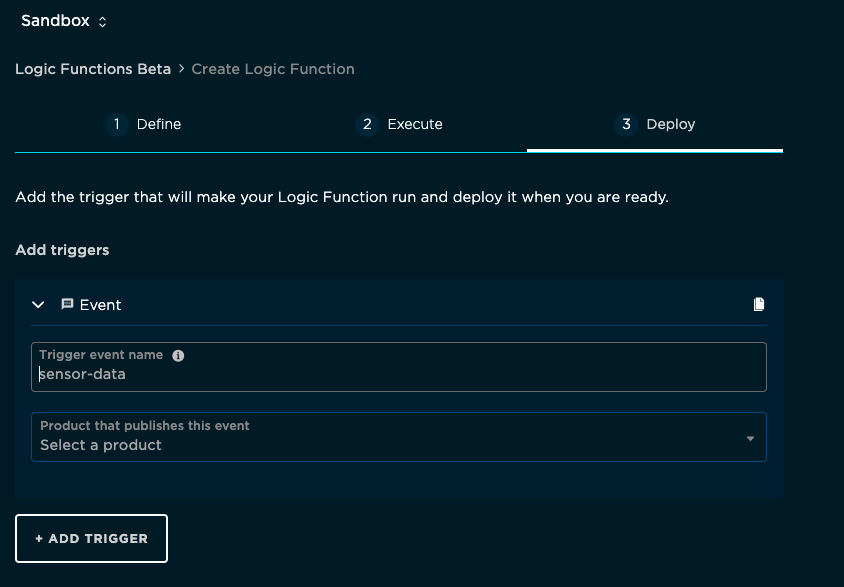 Sandbox
Logic Functions Beta > Create Logic Function
1 Define
2 Execute
3 Deploy
Add the trigger that will make your Logic Function run and deploy it when you are ready.
Add triggers
Event
Trigger event name
sensor-data
Product that publishes this event
Select a product
+ ADD TRIGGER